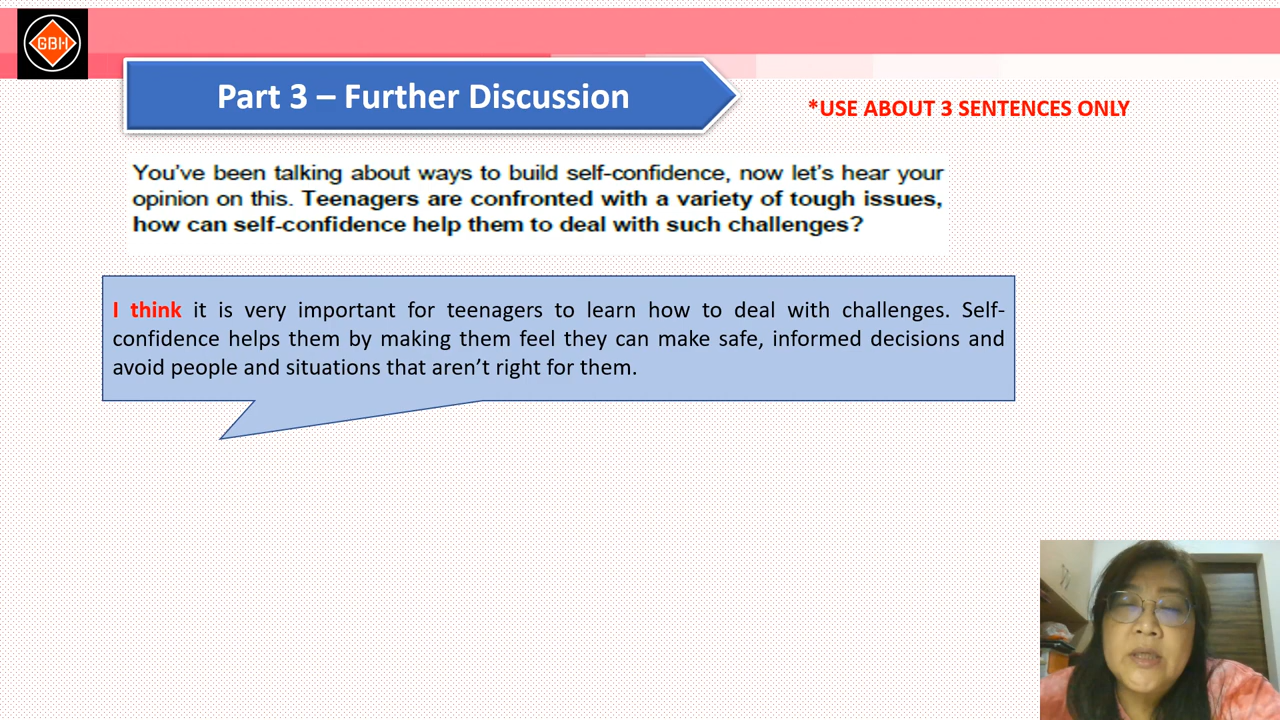 GBH
Part 3 – Further Discussion
*USE ABOUT 3 SENTENCES ONLY
You've been talking about ways to build self-confidence, now let's hear your
opinion on this. Teenagers are confronted with a variety of tough issues,
how can self-confidence help them to deal with such challenges?
I think it is very important for teenagers to learn how to deal with challenges. Self-
confidence helps them by making them feel they can make safe, informed decisions and
avoid people and situations that aren't right for them.